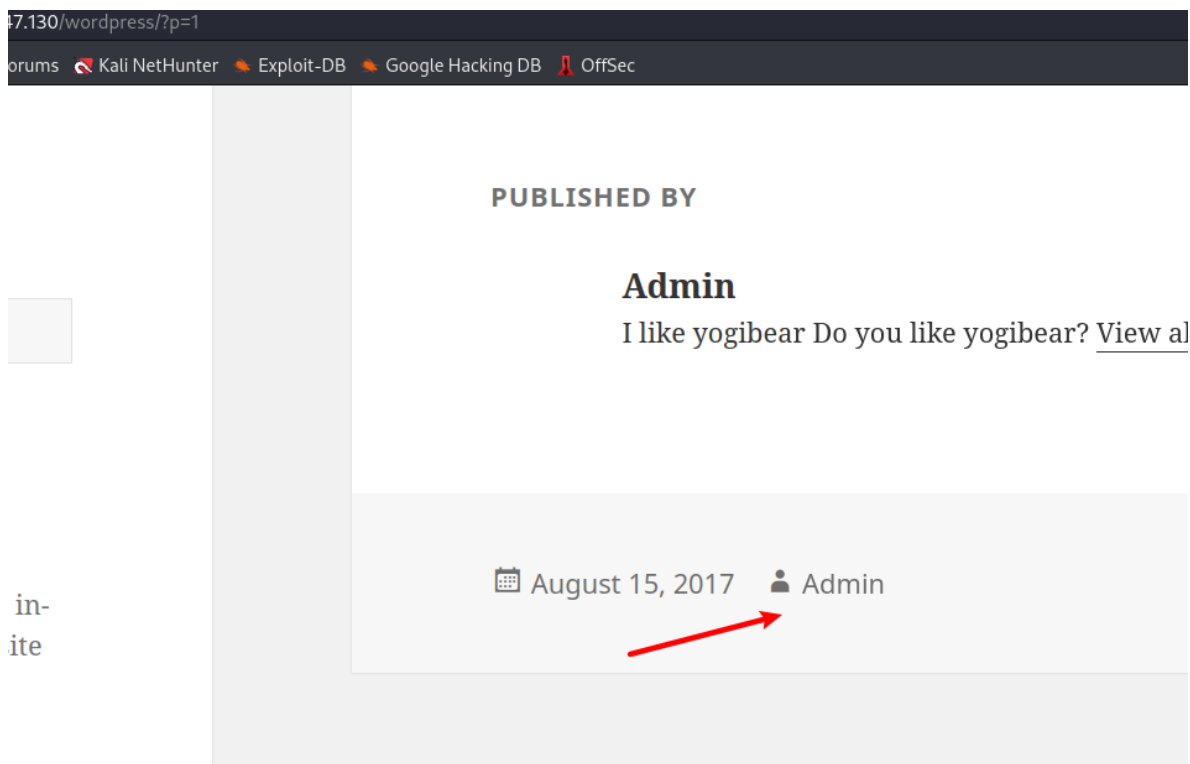 47.130/wordpress/?p=1
orums Kali NetHunter Exploit-DB Google Hacking DB OffSec
PUBLISHED BY
Admin
I like yogibear Do you like yogibear? View al
August 15, 2017 Admin
in-
ite